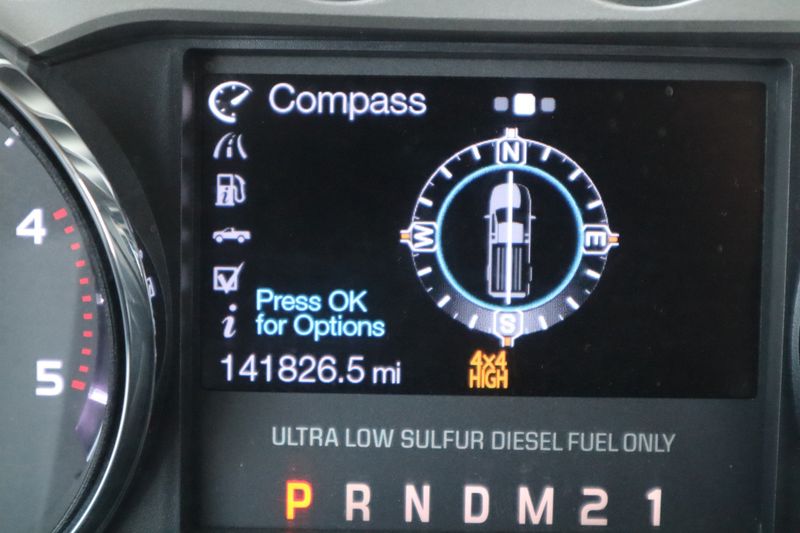 Compass
N
W
E
S
Press OK
for Options
i
141826.5 mi
4x4
HIGH
4
5
ULTRA LOW SULFUR DIESEL FUEL ONLY
P R N D M 2 1